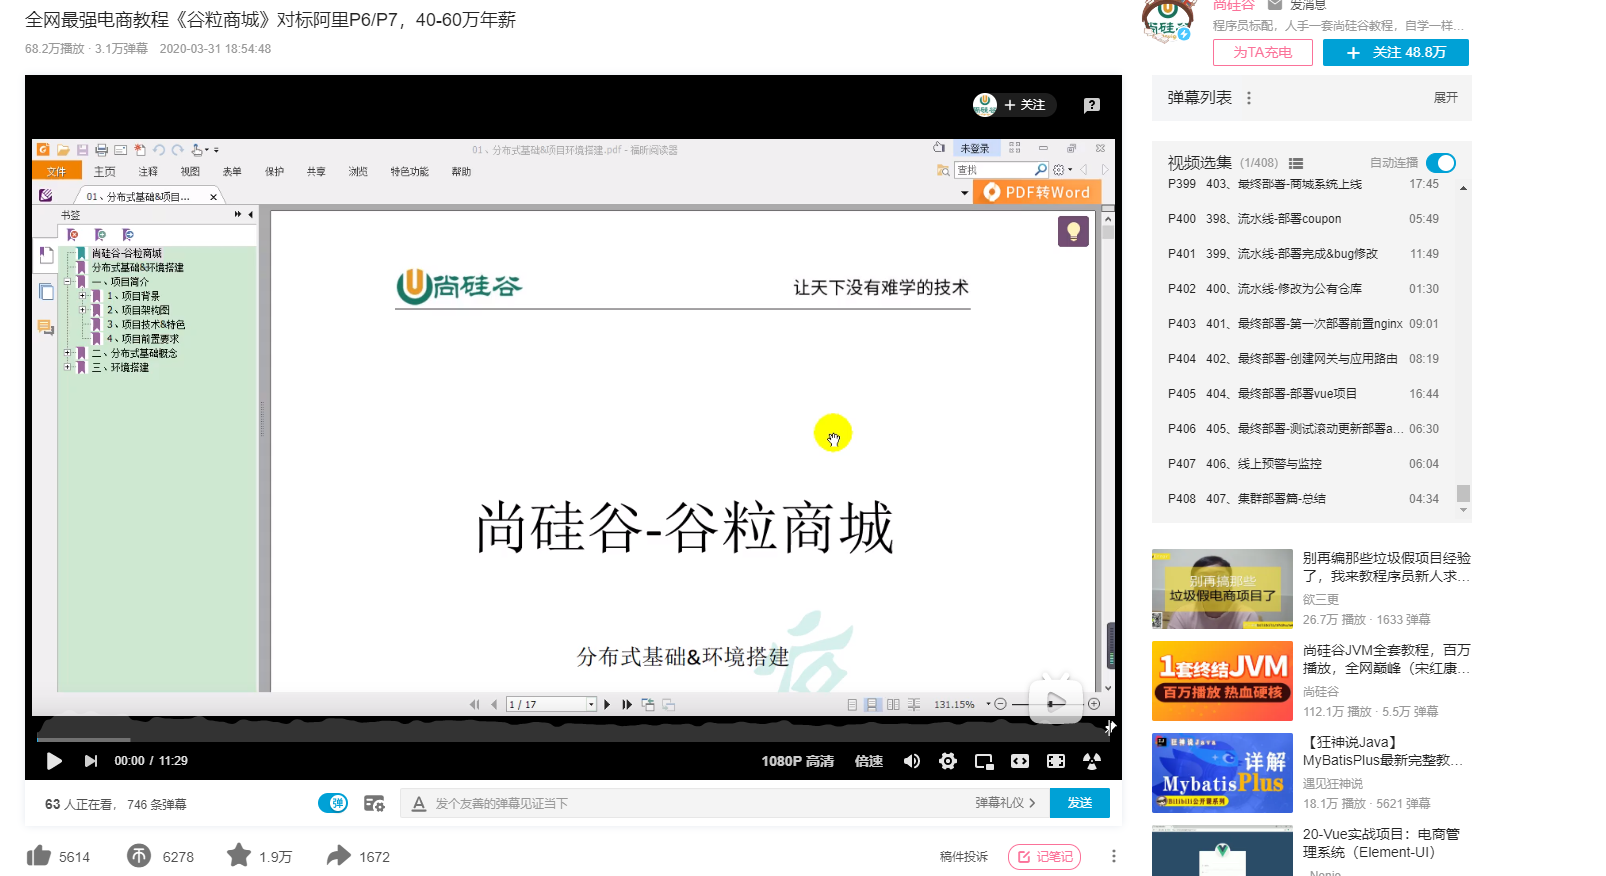 全网最强电商教程《谷粒商城》对标阿里P6/P7，40-60万年薪
68.2万播放 · 3.1万弹幕 2020-03-31 18:54:48
尚硅谷 发消息
程序员标配，人手一套尚硅谷教程，自学一样...
为TA充电
+ 关注 48.8万
+ 关注
01、分布式基础&项目环境搭建.pdf - 福昕阅读器
未登录
文件 主页 注释 视图 表单 保护 共享 浏览 特色功能 帮助
查找
01、分布式基础&项目...
PDF转Word
书签
尚硅谷-谷粒商城
分布式基础&环境搭建
一、项目简介
1、项目背景
2、项目架构图
3、项目技术&特色
4、项目前置要求
二、分布式基础概念
三、环境搭建
尚硅谷
让天下没有难学的技术
尚硅谷-谷粒商城
分布式基础&环境搭建
1 / 17
131.15%
00:00 / 11:29
1080P 高清 倍速
63 人正在看， 746 条弹幕
弹
发个友善的弹幕见证当下
弹幕礼仪
发送
5614 6278 1.9万 1672
稿件投诉
记笔记
弹幕列表
展开
视频选集 (1/408)
自动连播
P399 403、最终部署-商城系统上线 17:45
P400 398、流水线-部署coupon 05:49
P401 399、流水线-部署完成&bug修改 11:49
P402 400、流水线-修改为公有仓库 01:30
P403 401、最终部署-第一次部署前置nginx 09:01
P404 402、最终部署-创建网关与应用路由 08:19
P405 404、最终部署-部署vue项目 16:44
P406 405、最终部署-测试滚动更新部署a... 06:30
P407 406、线上预警与监控 06:04
P408 407、集群部署篇-总结 04:34
别再搞那些
垃圾假电商项目了
别再编那些垃圾假项目经验
了，我来教程序员新人求...
欲三更
26.7万 播放 · 1633 弹幕
1套终结JVM
百万播放 热血硬核
尚硅谷JVM全套教程，百万
播放，全网巅峰（宋红康...
尚硅谷
112.1万 播放 · 5.5万 弹幕
狂神说Java
详解
MybatisPlus
Bilibili公开课系列
【狂神说Java】
MyBatisPlus最新完整教...
遇见狂神说
18.1万 播放 · 5621 弹幕
20-Vue实战项目：电商管
理系统（Element-UI）